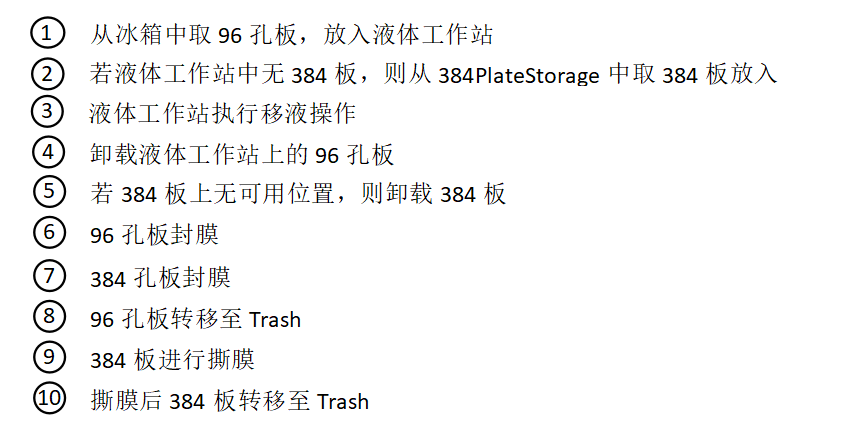 ① 从冰箱中取 96 孔板，放入液体工作站
② 若液体工作站中无 384 板，则从 384PlateStorage 中取 384 板放入
③ 液体工作站执行移液操作
④ 卸载液体工作站上的 96 孔板
⑤ 若 384 板上无可用位置，则卸载 384 板
⑥ 96 孔板封膜
⑦ 384 孔板封膜
⑧ 96 孔板转移至 Trash
⑨ 384 板进行撕膜
⑩ 撕膜后 384 板转移至 Trash